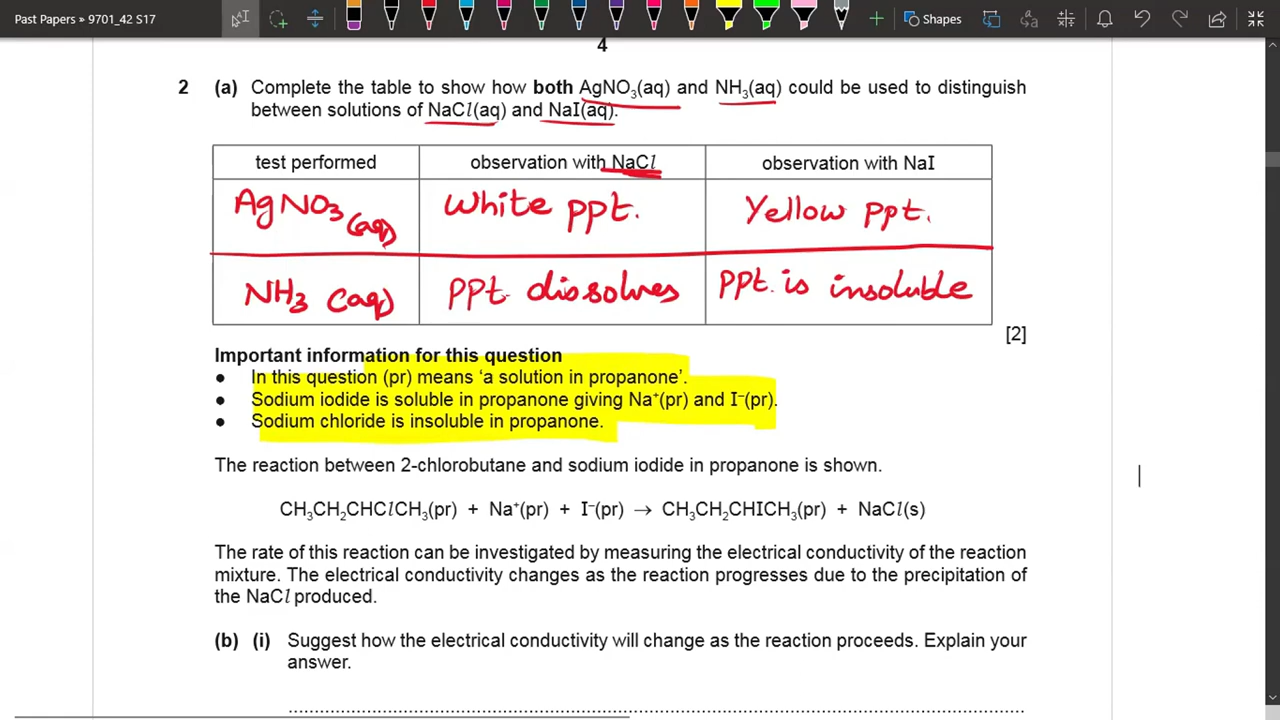 Past Papers » 9701_42 S17
Shapes
4
2 (a) Complete the table to show how both AgNO₃(aq) and NH₃(aq) could be used to distinguish
between solutions of NaCl(aq) and NaI(aq).
test performed observation with NaCl observation with NaI
AgNO3 (aq) White ppt. Yellow ppt.
NH3 (aq) ppt. dissolves ppt. is insoluble
[2]
Important information for this question
● In this question (pr) means ‘a solution in propanone’.
● Sodium iodide is soluble in propanone giving Na⁺(pr) and I⁻(pr).
● Sodium chloride is insoluble in propanone.
The reaction between 2-chlorobutane and sodium iodide in propanone is shown.
CH₃CH₂CHClCH₃(pr) + Na⁺(pr) + I⁻(pr) → CH₃CH₂CHICH₃(pr) + NaCl(s)
The rate of this reaction can be investigated by measuring the electrical conductivity of the reaction
mixture. The electrical conductivity changes as the reaction progresses due to the precipitation of
the NaCl produced.
(b) (i) Suggest how the electrical conductivity will change as the reaction proceeds. Explain your
answer.